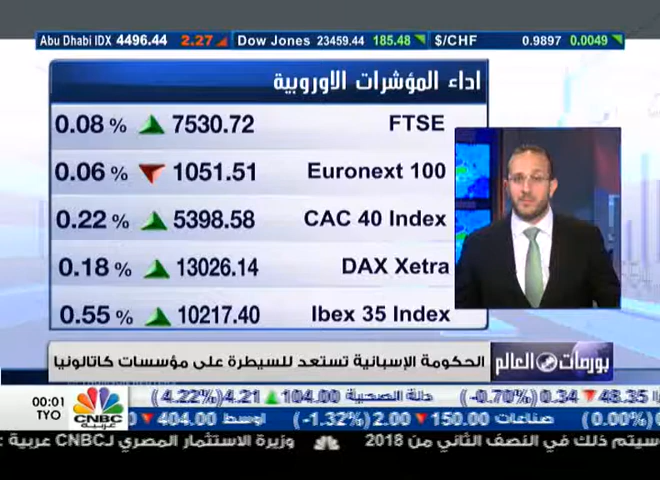 Abu Dhabi IDX 4496.44 2.27 Dow Jones 23459.44 185.48 $/CHF 0.9897 0.0049
اداء المؤشرات الاوروبية
0.08 % 7530.72 FTSE
0.06 % 1051.51 Euronext 100
0.22 % 5398.58 CAC 40 Index
0.18 % 13026.14 DAX Xetra
0.55 % 10217.40 Ibex 35 Index
بورصات العالم
الحكومة الإسبانية تستعد للسيطرة على مؤسسات كاتالونيا
48.35 0.34 (-0.70%) دلة الصحية 104.00 4.21 (4.22%)
00:01
TYO
CNBC
عربية
(0.00%) صناعات 150.00 2.00 (-1.32%) اوسط 404.00
سيتم ذلك في النصف الثاني من 2018 وزيرة الاستثمار المصري لـCNBC عربية :